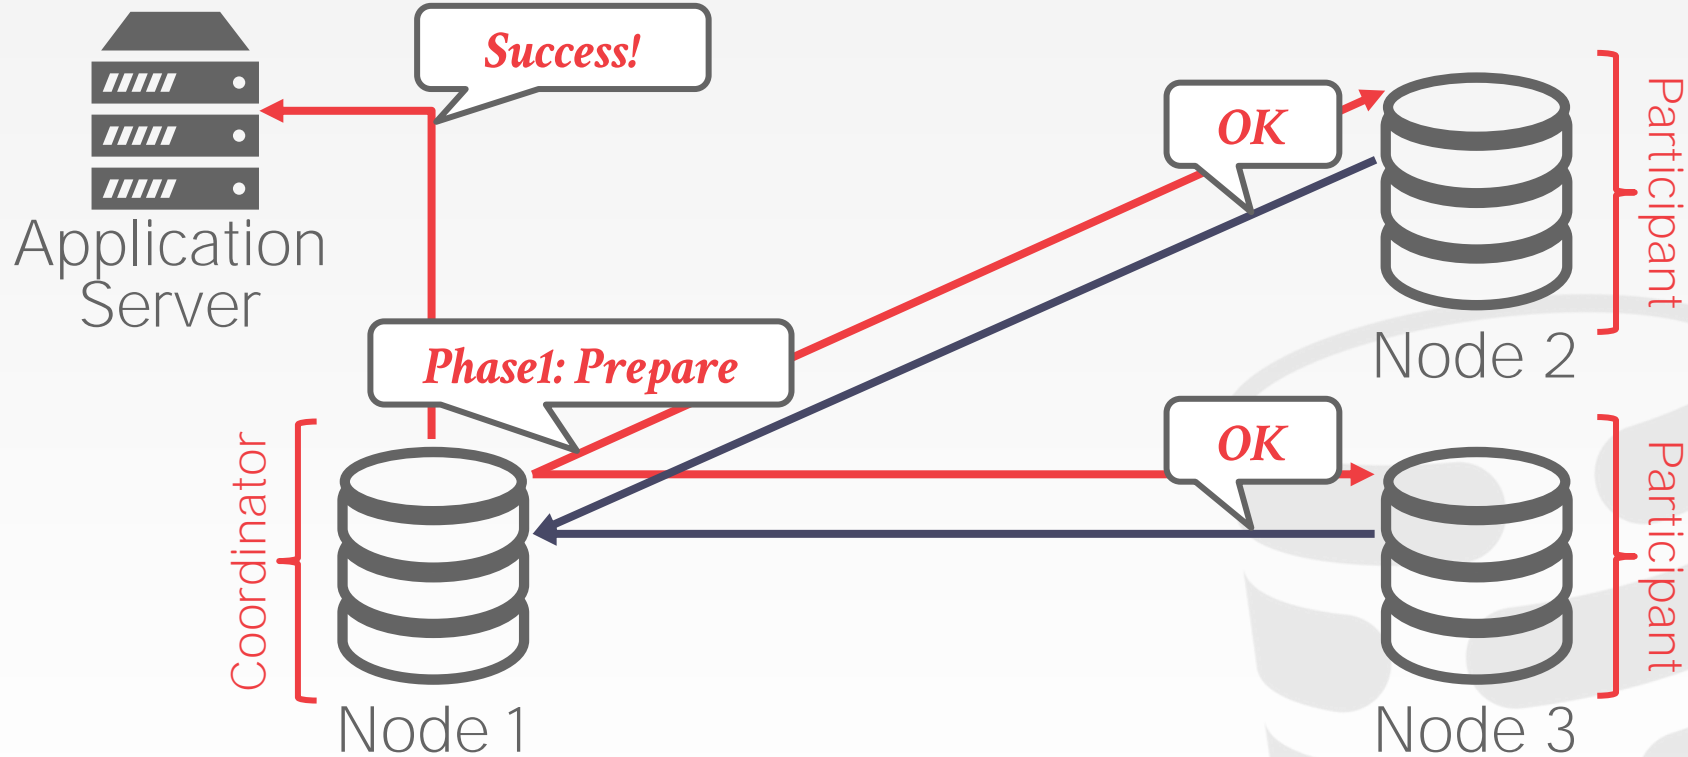 Success!
OK
Participant
Application
Server
Node 2
Phase1: Prepare
OK
Coordinator
Participant
Node 1
Node 3